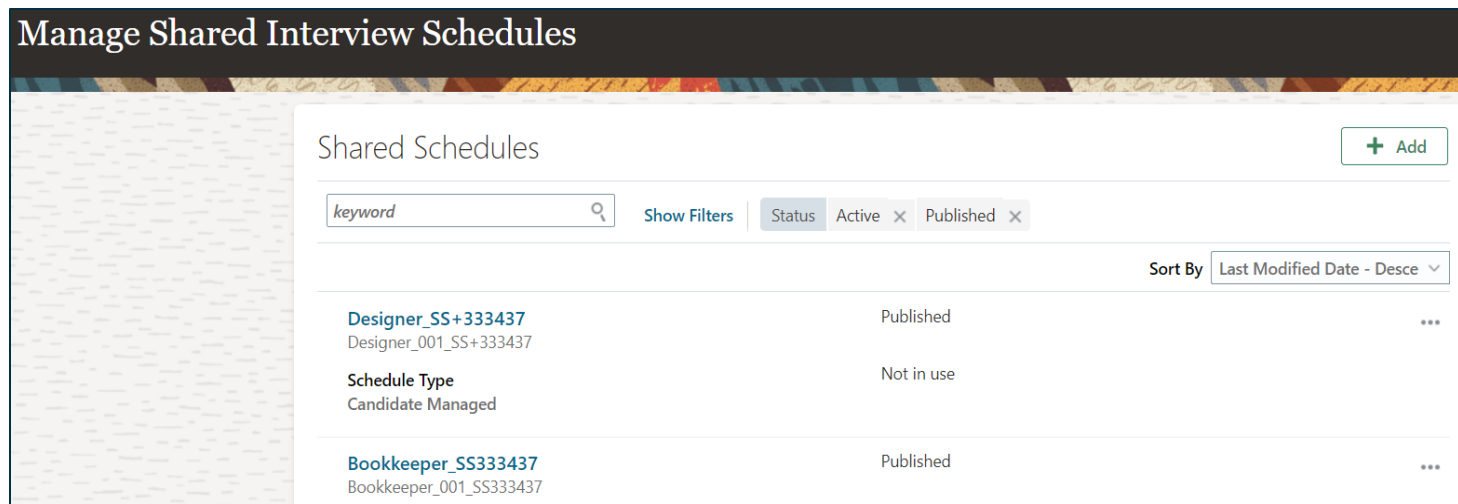 Manage Shared Interview Schedules
Shared Schedules
+ Add
keyword Show Filters Status Active × Published ×
Sort By Last Modified Date - Desce
Designer_SS+333437 Published
Designer_001_SS+333437
Schedule Type Not in use
Candidate Managed
Bookkeeper_SS333437 Published
Bookkeeper_001_SS333437